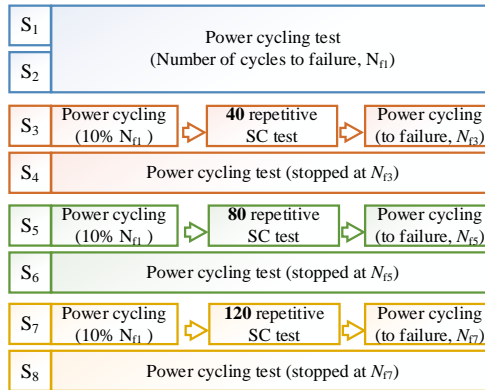 S1
Power cycling test
(Number of cycles to failure, Nf1)
S2
S3
Power cycling
(10% Nf1 )
40 repetitive
SC test
Power cycling
(to failure, Nf3)
S4
Power cycling test (stopped at Nf3)
S5
Power cycling
(10% Nf1 )
80 repetitive
SC test
Power cycling
(to failure, Nf5)
S6
Power cycling test (stopped at Nf5)
S7
Power cycling
(10% Nf1 )
120 repetitive
SC test
Power cycling
(to failure, Nf7)
S8
Power cycling test (stopped at Nf7)